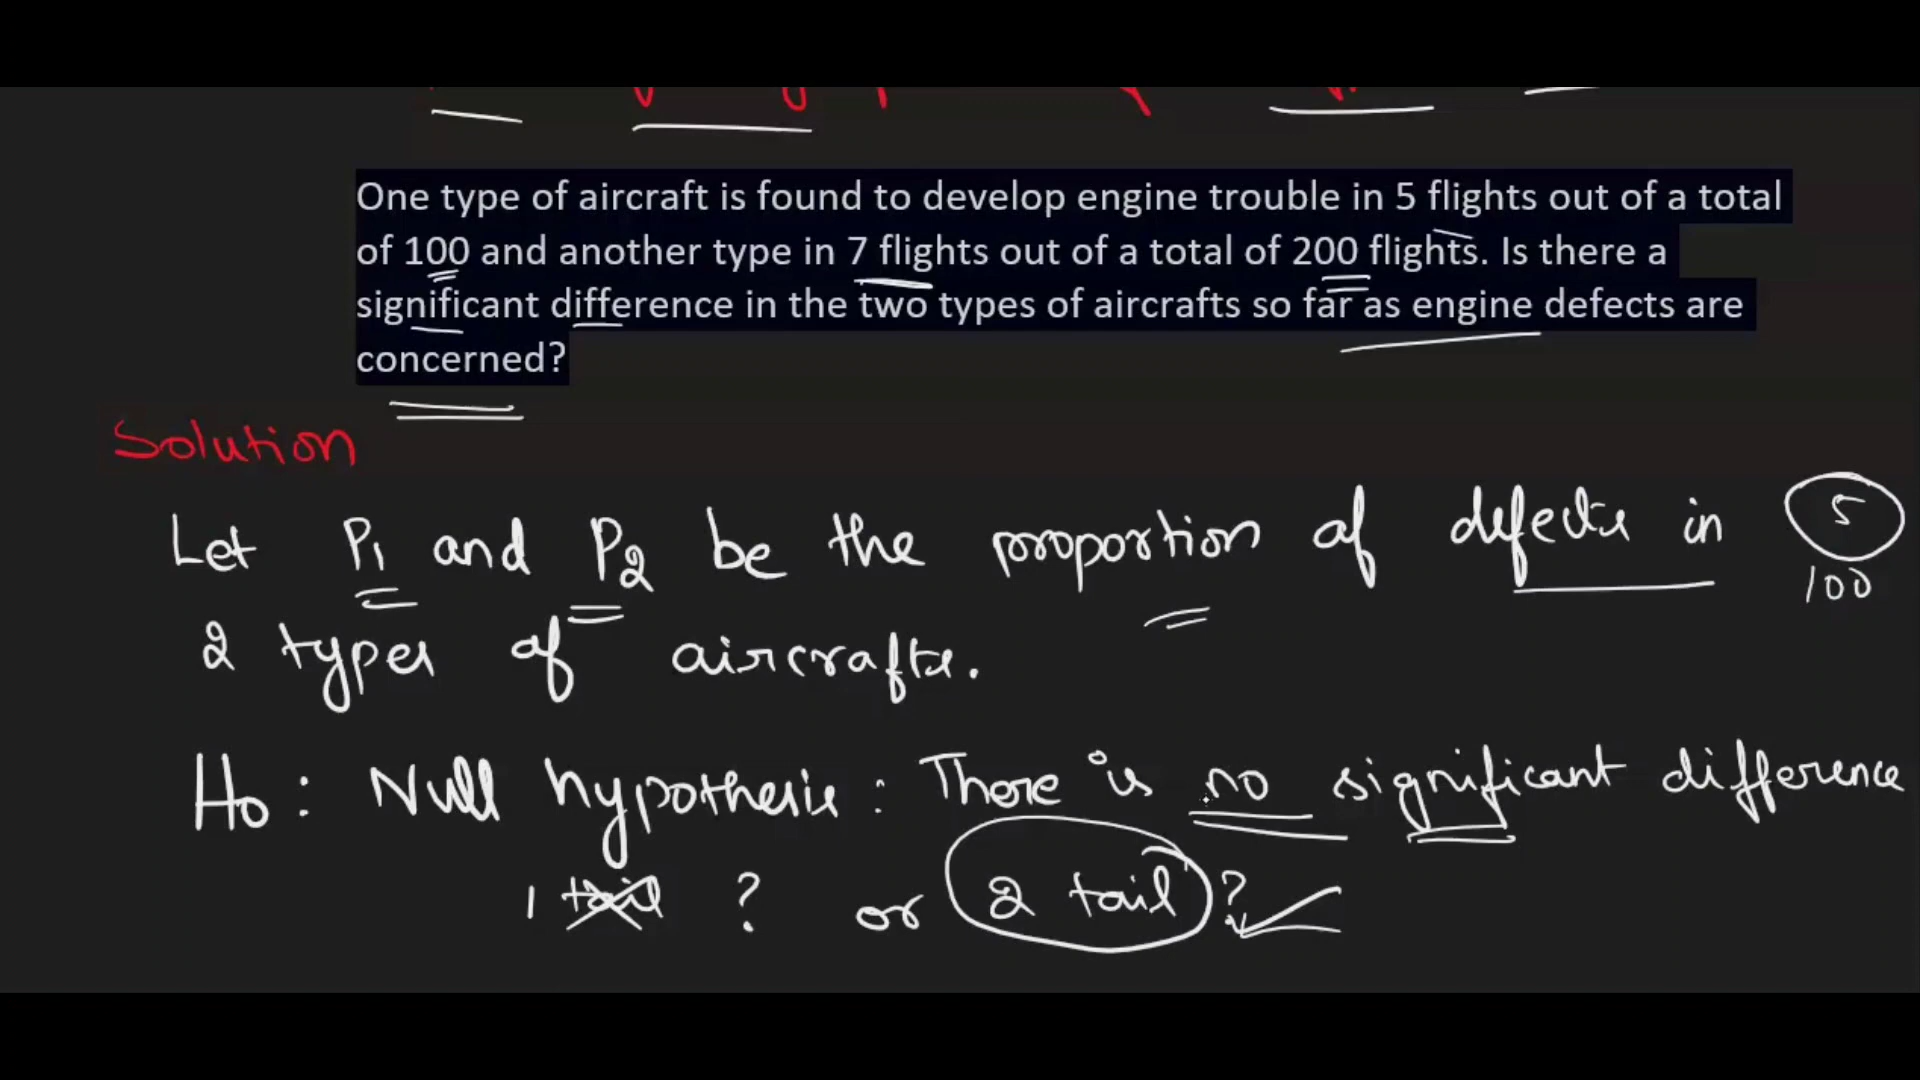 One type of aircraft is found to develop engine trouble in 5 flights out of a total
of 100 and another type in 7 flights out of a total of 200 flights. Is there a
significant difference in the two types of aircrafts so far as engine defects are
concerned?
Solution
Let P1 and P2 be the proportion of defects in 5
100
2 types of aircrafts.
H0 : Null hypothesis : There is no significant difference
1 tail ? or 2 tail ?